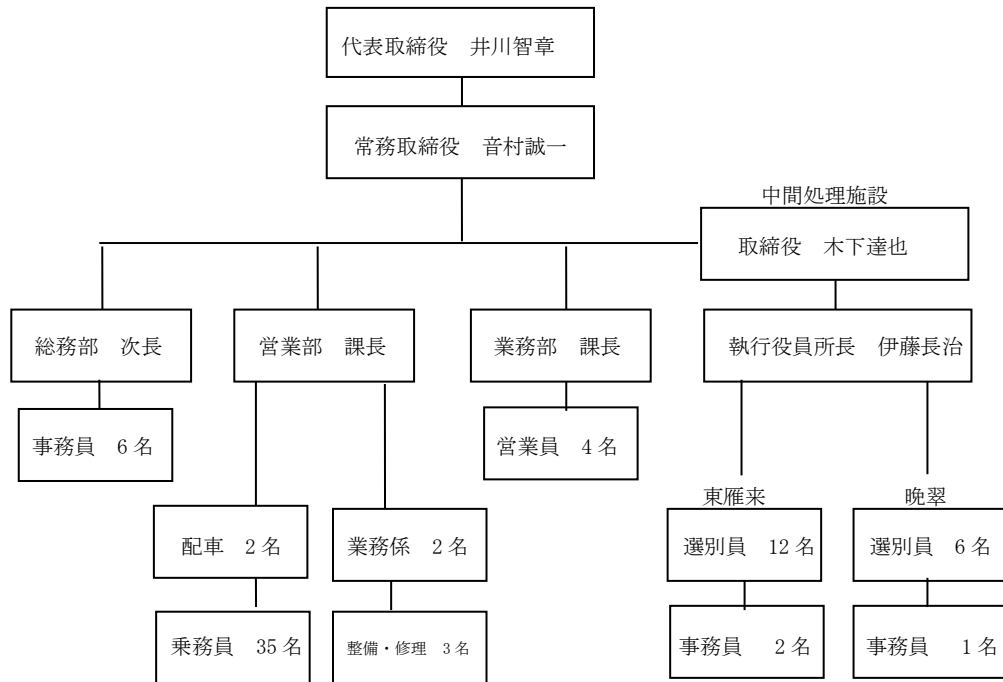 代表取締役　井川智章
常務取締役　音村誠一
中間処理施設
取締役　木下達也
総務部　次長
営業部　課長
業務部　課長
執行役員所長　伊藤長治
事務員　6名
営業員　4名
東雁来
晩翠
配車　2名
業務係　2名
選別員　12名
選別員　6名
乗務員　35名
整備・修理　3名
事務員　2名
事務員　1名